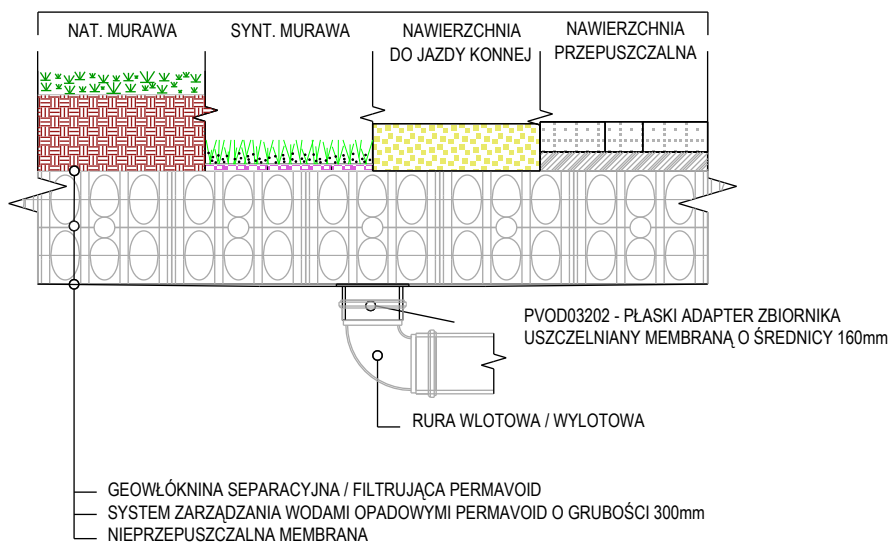 NAT. MURAWA
SYNT. MURAWA
NAWIERZCHNIA
DO JAZDY KONNEJ
NAWIERZCHNIA
PRZEPUSZCZALNA
PVOD03202 - PŁASKI ADAPTER ZBIORNIKA
USZCZELNIANY MEMBRANĄ O ŚREDNICY 160mm
RURA WLOTOWA / WYLOTOWA
GEOWŁÓKNINA SEPARACYJNA / FILTRUJĄCA PERMAVOID
SYSTEM ZARZĄDZANIA WODAMI OPADOWYMI PERMAVOID O GRUBOŚCI 300mm
NIEPRZEPUSZCZALNA MEMBRANA